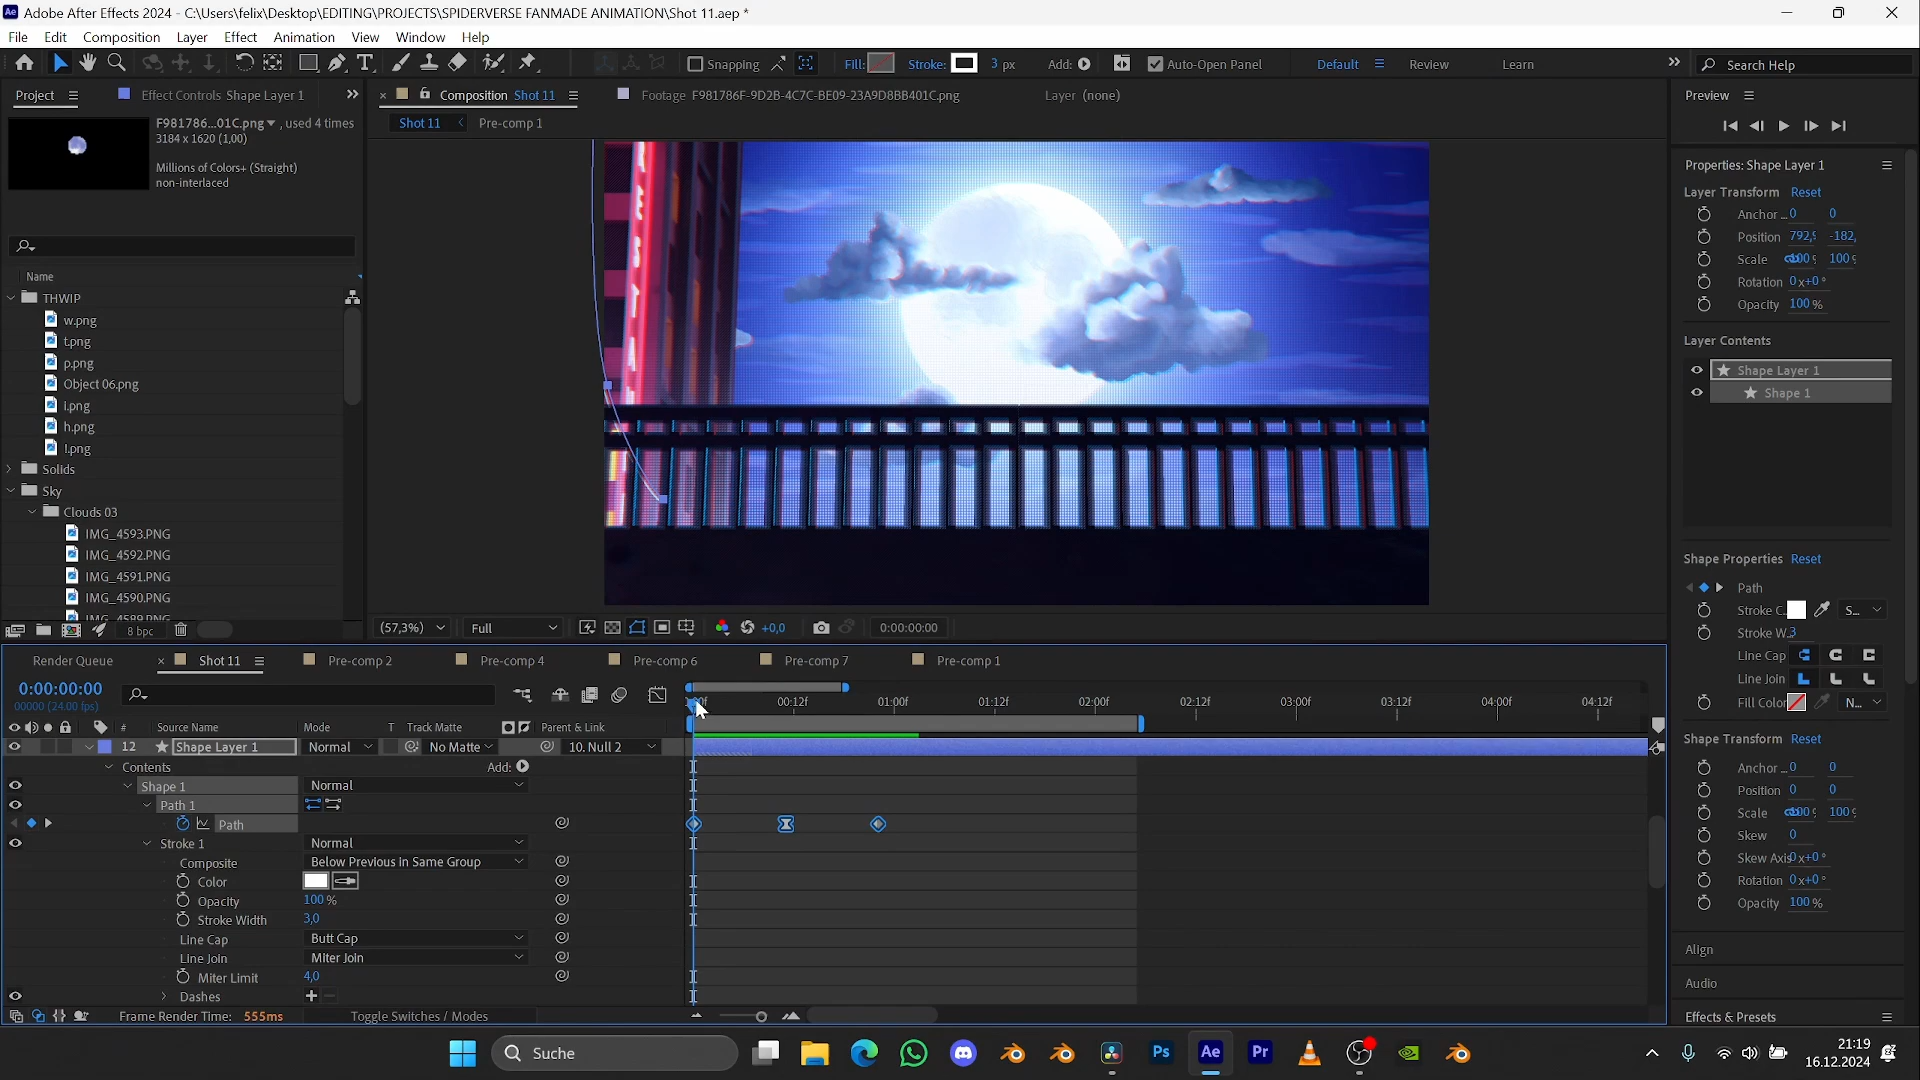 Adobe After Effects 2024 - C:\Users\felix\Desktop\EDITING\PROJECTS\SPIDERVERSE FANMADE ANIMATION\Shot 11.aep *
File Edit Composition Layer Effect Animation View Window Help
Snapping Fill: Stroke: 3 px Add: Auto-Open Panel Default Review Learn Search Help
Project Effect Controls Shape Layer 1 Composition Shot 11 Footage F981786F-9D2B-4C7C-BE09-23A9D8BB401C.png Layer (none) Preview
Shot 11 Pre-comp 1
F981786...01C.png , used 4 times
3184 x 1620 (1,00)
Millions of Colors+ (Straight)
non-interlaced
Name
THWIP
w.png
t.png
p.png
Object 06.png
i.png
h.png
!.png
Solids
Sky
Clouds 03
IMG_4593.PNG
IMG_4592.PNG
IMG_4591.PNG
IMG_4590.PNG
IMG_4589.PNG
8 bpc
(57,3%) Full +0,0 0:00:00:00
Properties: Shape Layer 1
Layer Transform Reset
Anchor... 0 0
Position 792,5 -182,
Scale 100 100
Rotation 0x+0°
Opacity 100 %
Layer Contents
Shape Layer 1
Shape 1
Shape Properties Reset
Path
Stroke C... S...
Stroke W... 3
Line Cap
Line Join
Fill Color N...
Shape Transform Reset
Anchor... 0 0
Position 0 0
Scale 100 100
Skew 0
Skew Axis 0x+0°
Rotation 0x+0°
Opacity 100 %
Align
Audio
Effects & Presets
Render Queue Shot 11 Pre-comp 2 Pre-comp 4 Pre-comp 6 Pre-comp 7 Pre-comp 1
0:00:00:00
00000 (24.00 fps)
00f 00:12f 01:00f 01:12f 02:00f 02:12f 03:00f 03:12f 04:00f 04:12f
# Source Name Mode T Track Matte Parent & Link
12 Shape Layer 1 Normal No Matte 10. Null 2
Contents Add:
Shape 1 Normal
Path 1
Path
Stroke 1 Normal
Composite Below Previous in Same Group
Color
Opacity 100 %
Stroke Width 3,0
Line Cap Butt Cap
Line Join Miter Join
Miter Limit 4,0
Dashes
Frame Render Time: 555ms Toggle Switches / Modes
Suche
Ps Ae Pr
21:19
16.12.2024